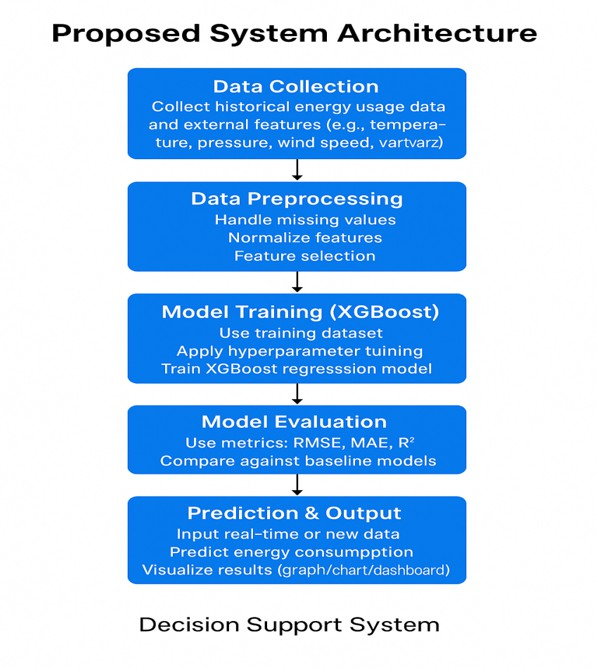 Proposed System Architecture
Data Collection
Collect historical energy usage data
and external features (e.g., tempera-
ture, pressure, wind speed, vartvarz)
Data Preprocessing
Handle missing values
Normalize features
Feature selection
Model Training (XGBoost)
Use training dataset
Apply hyperparameter tuining
Train XGBoost regresssion model
Model Evaluation
Use metrics: RMSE, MAE, R²
Compare against baseline models
Prediction & Output
Input real-time or new data
Predict energy consumpption
Visualize results (graph/chart/dashboard)
Decision Support System